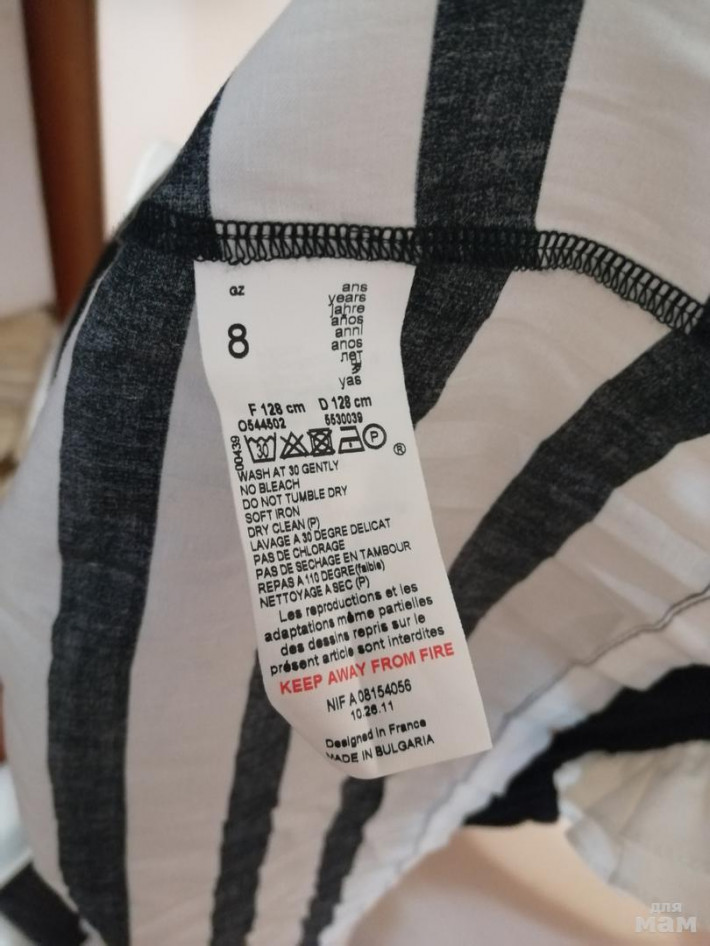 GZ
8
ans
years
jahre
años
anni
anos
лет
yas
F 128 cm D 128 cm
O544502 5530039
00439
30
P
®
WASH AT 30 GENTLY
NO BLEACH
DO NOT TUMBLE DRY
SOFT IRON
DRY CLEAN (P)
LAVAGE A 30 DEGRE DELICAT
PAS DE CHLORAGE
PAS DE SECHAGE EN TAMBOUR
REPAS A 110 DEGRE(faible)
NETTOYAGE A SEC (P)
Les reproductions et les
adaptations même partielles
des dessins repris sur le
présent article sont interdites
KEEP AWAY FROM FIRE
NIF A 08154056
10.26.11
Designed in France
MADE IN BULGARIA
для
мам